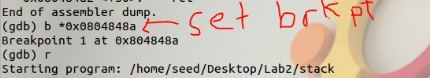 End of assembler dump.
(gdb) b *0x0804848a
set brk pt
Breakpoint 1 at 0x804848a
(gdb) r
Starting program: /home/seed/Desktop/Lab2/stack